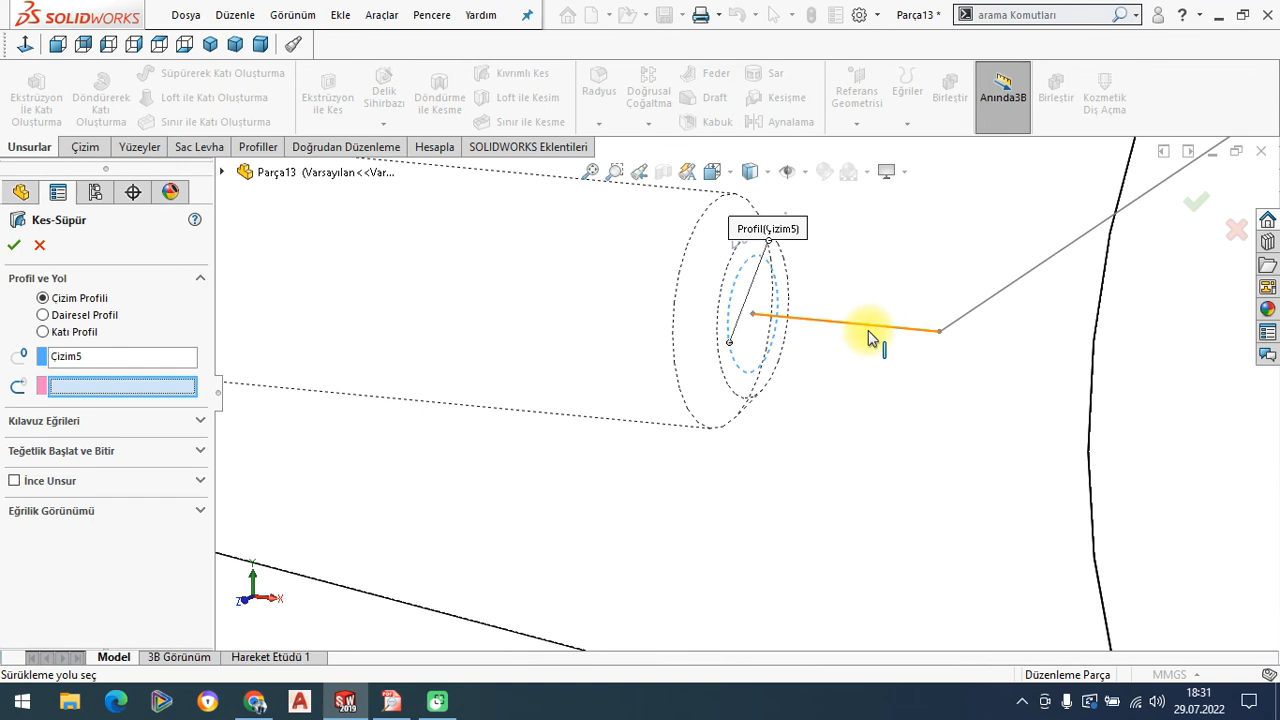 SOLIDWORKS
Dosya Düzenle Görünüm Ekle Araçlar Pencere Yardım
Parça13 *
arama Komutları
Ekstrüzyon
ile Katı
Oluşturma
Döndürerek
Katı
Oluşturma
Süpürerek Katı Oluşturma
Loft ile Katı Oluşturma
Sınır ile Katı Oluşturma
Ekstrüzyon
ile Kes
Delik
Sihirbazı
Döndürme
ile Kesme
Kıvrımlı Kes
Loft ile Kesim
Sınır ile Kesme
Radyus
Doğrusal
Çoğaltma
Feder
Draft
Kabuk
Sar
Kesişme
Aynalama
Referans
Geometrisi
Eğriler
Birleştir
Anında3B
Birleştir
Kozmetik
Diş Açma
Unsurlar Çizim Yüzeyler Sac Levha Profiller Doğrudan Düzenleme Hesapla SOLIDWORKS Eklentileri
Parça13 (Varsayılan<<Var...
Kes-Süpür
Profil ve Yol
Çizim Profili
Dairesel Profil
Katı Profil
Çizim5
Kılavuz Eğrileri
Teğetlik Başlat ve Bitir
İnce Unsur
Eğrilik Görünümü
Profil(Çizim5)
Y
Z
X
Model 3B Görünüm Hareket Etüdü 1
Sürükleme yolu seç
Düzenleme Parça
MMGS
18:31
29.07.2022
SW
2019